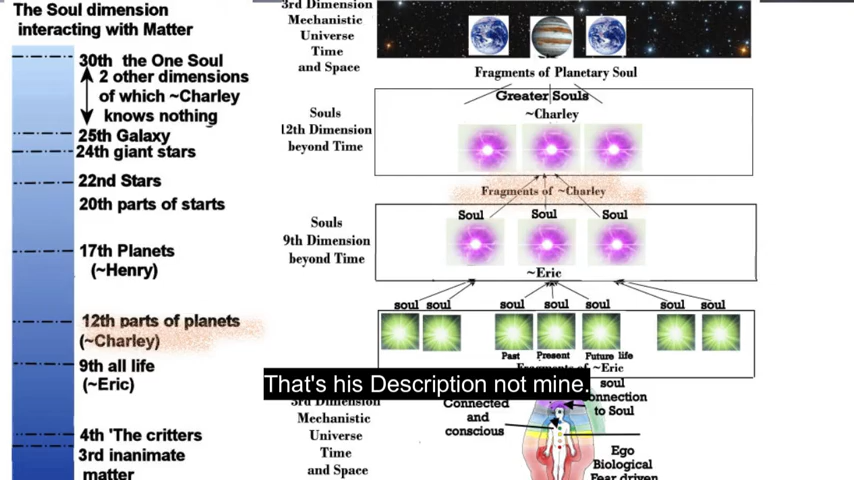 The Soul dimension
interacting with Matter
30th the One Soul
2 other dimensions
of which ~Charley
knows nothing
25th Galaxy
24th giant stars
22nd Stars
20th parts of starts
17th Planets
(~Henry)
12th parts of planets
(~Charley)
9th all life
(~Eric)
4th 'The critters
3rd inanimate
matter
3rd Dimension
Mechanistic
Universe
Time
and Space
Fragments of Planetary Soul
Greater Souls
~Charley
Souls
12th Dimension
beyond Time
Fragments of ~Charley
Souls
9th Dimension
beyond Time
Soul Soul Soul
~Eric
soul soul soul soul soul soul soul
Past Present Future life
Fragments of ~Eric
That's his Description not mine.
3rd Dimension
Mechanistic
Universe
Time
and Space
Connected
and
conscious
soul
connection
to Soul
Ego
Biological
Fear driven